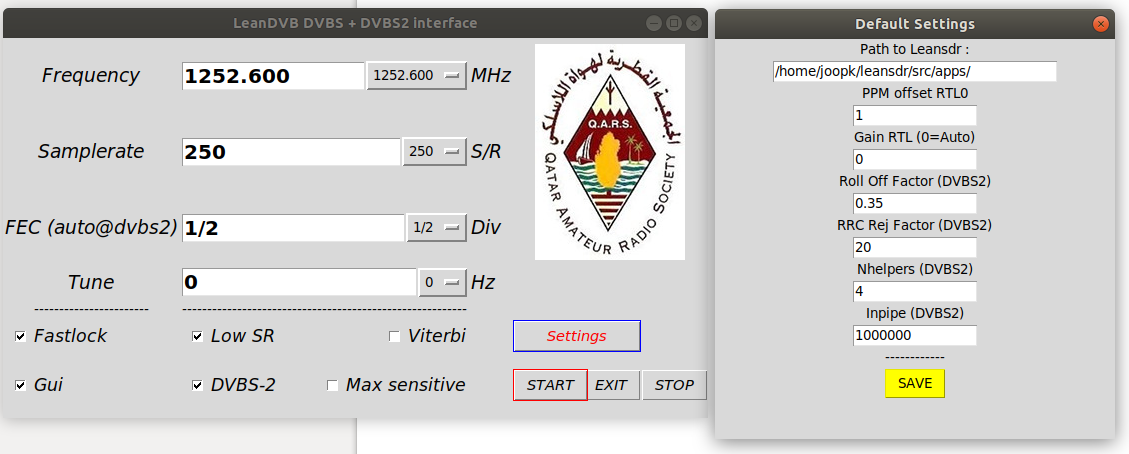 LeanDVB DVBS + DVBS2 interface
Frequency 1252.600 1252.600 MHz
Samplerate 250 250 S/R
FEC (auto@dvbs2) 1/2 1/2 Div
Tune 0 0 Hz
----------------------- ----------------------------------------------------------
Fastlock Low SR Viterbi Settings
Gui DVBS-2 Max sensitive START EXIT STOP
الجمعية القطرية لهواة اللاسلكي
Q.A.R.S.
QATAR AMATEUR RADIO SOCIETY
Default Settings
Path to Leansdr :
/home/joopk/leansdr/src/apps/
PPM offset RTL0
1
Gain RTL (0=Auto)
0
Roll Off Factor (DVBS2)
0.35
RRC Rej Factor (DVBS2)
20
Nhelpers (DVBS2)
4
Inpipe (DVBS2)
1000000
------------
SAVE